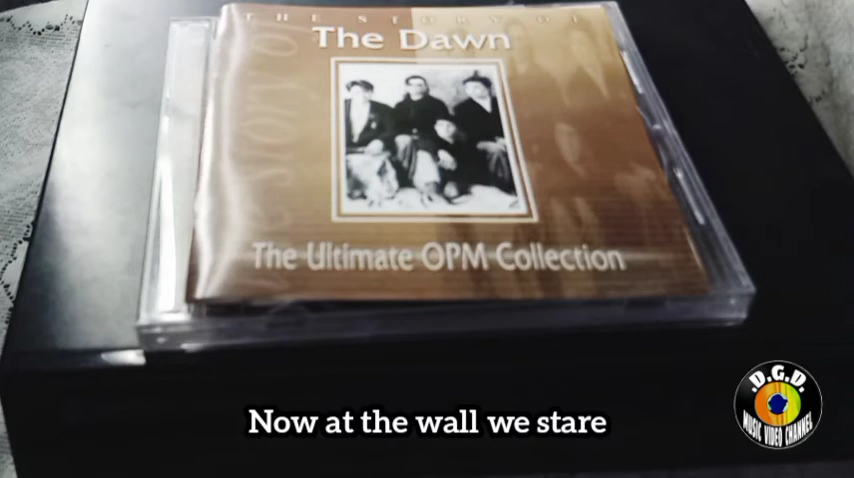 THE STORY OF
The Dawn
The Ultimate OPM Collection
Now at the wall we stare
.D.G.D.
MUSIC VIDEO CHANNEL